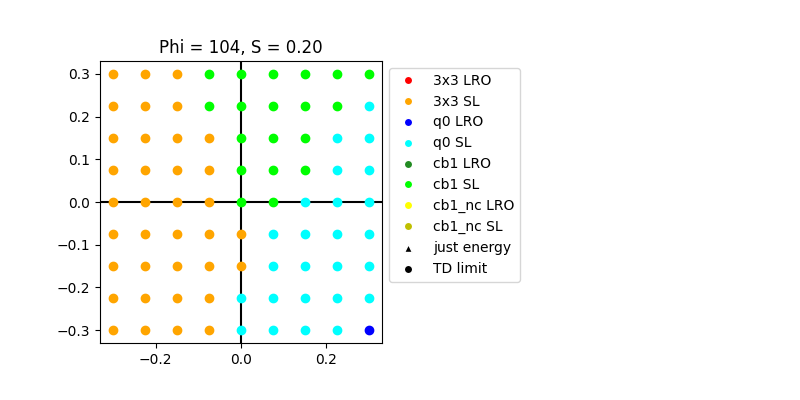 Phi = 104, S = 0.20
0.3
0.2
0.1
0.0
−0.1
−0.2
−0.3
−0.2
0.0
0.2
3x3 LRO
3x3 SL
q0 LRO
q0 SL
cb1 LRO
cb1 SL
cb1_nc LRO
cb1_nc SL
just energy
TD limit